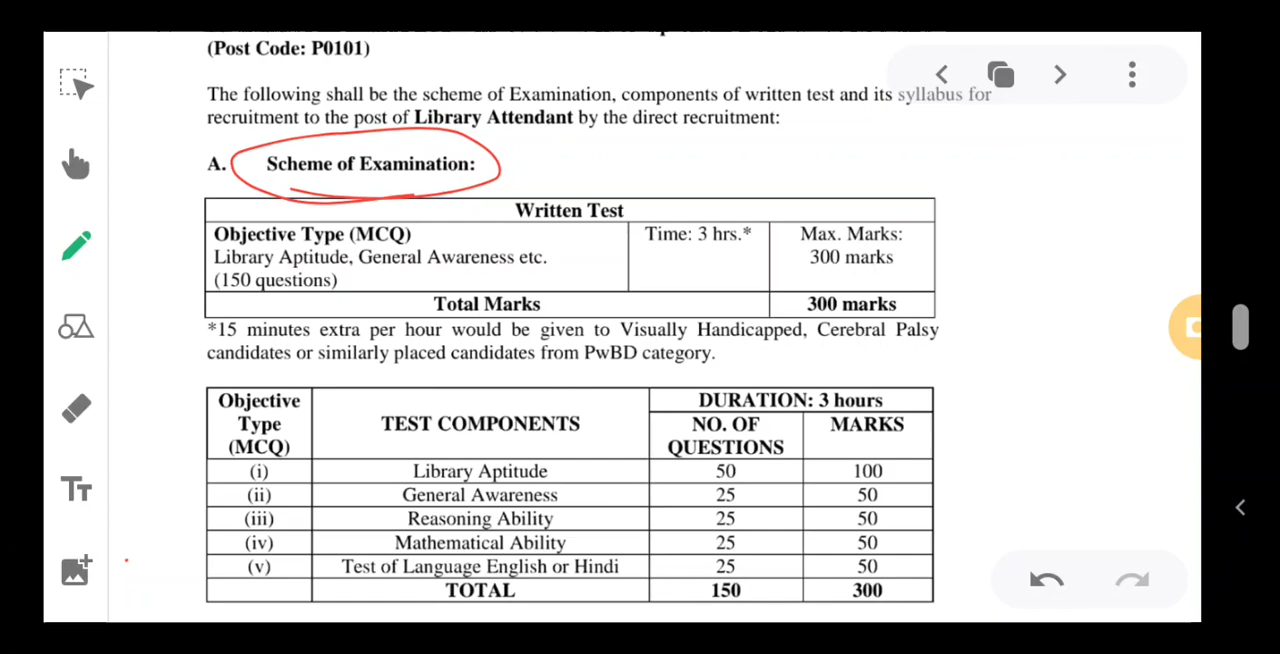 (Post Code: P0101)
The following shall be the scheme of Examination, components of written test and its syllabus for
recruitment to the post of Library Attendant by the direct recruitment:
A. Scheme of Examination:
Written Test
Objective Type (MCQ) Time: 3 hrs.* Max. Marks:
Library Aptitude, General Awareness etc. 300 marks
(150 questions)
Total Marks 300 marks
*15 minutes extra per hour would be given to Visually Handicapped, Cerebral Palsy
candidates or similarly placed candidates from PwBD category.
Objective DURATION: 3 hours
Type TEST COMPONENTS NO. OF MARKS
(MCQ) QUESTIONS
(i) Library Aptitude 50 100
(ii) General Awareness 25 50
(iii) Reasoning Ability 25 50
(iv) Mathematical Ability 25 50
(v) Test of Language English or Hindi 25 50
TOTAL 150 300
TT